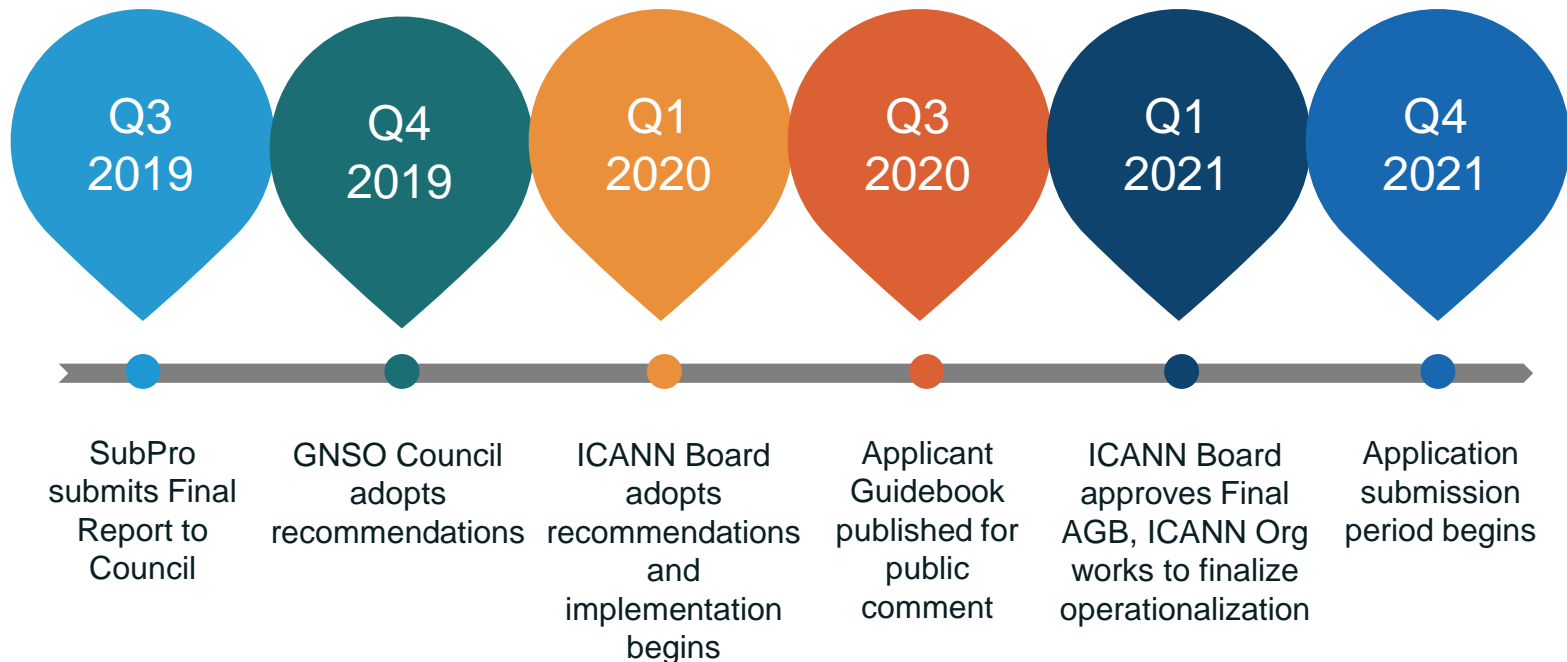 Q3
2019
Q4
2019
Q1
2020
Q3
2020
Q1
2021
Q4
2021
SubPro
submits Final
Report to
Council
GNSO Council
adopts
recommendations
ICANN Board
adopts
recommendations
and
implementation
begins
Applicant
Guidebook
published for
public
comment
ICANN Board
approves Final
AGB, ICANN Org
works to finalize
operationalization
Application
submission
period begins